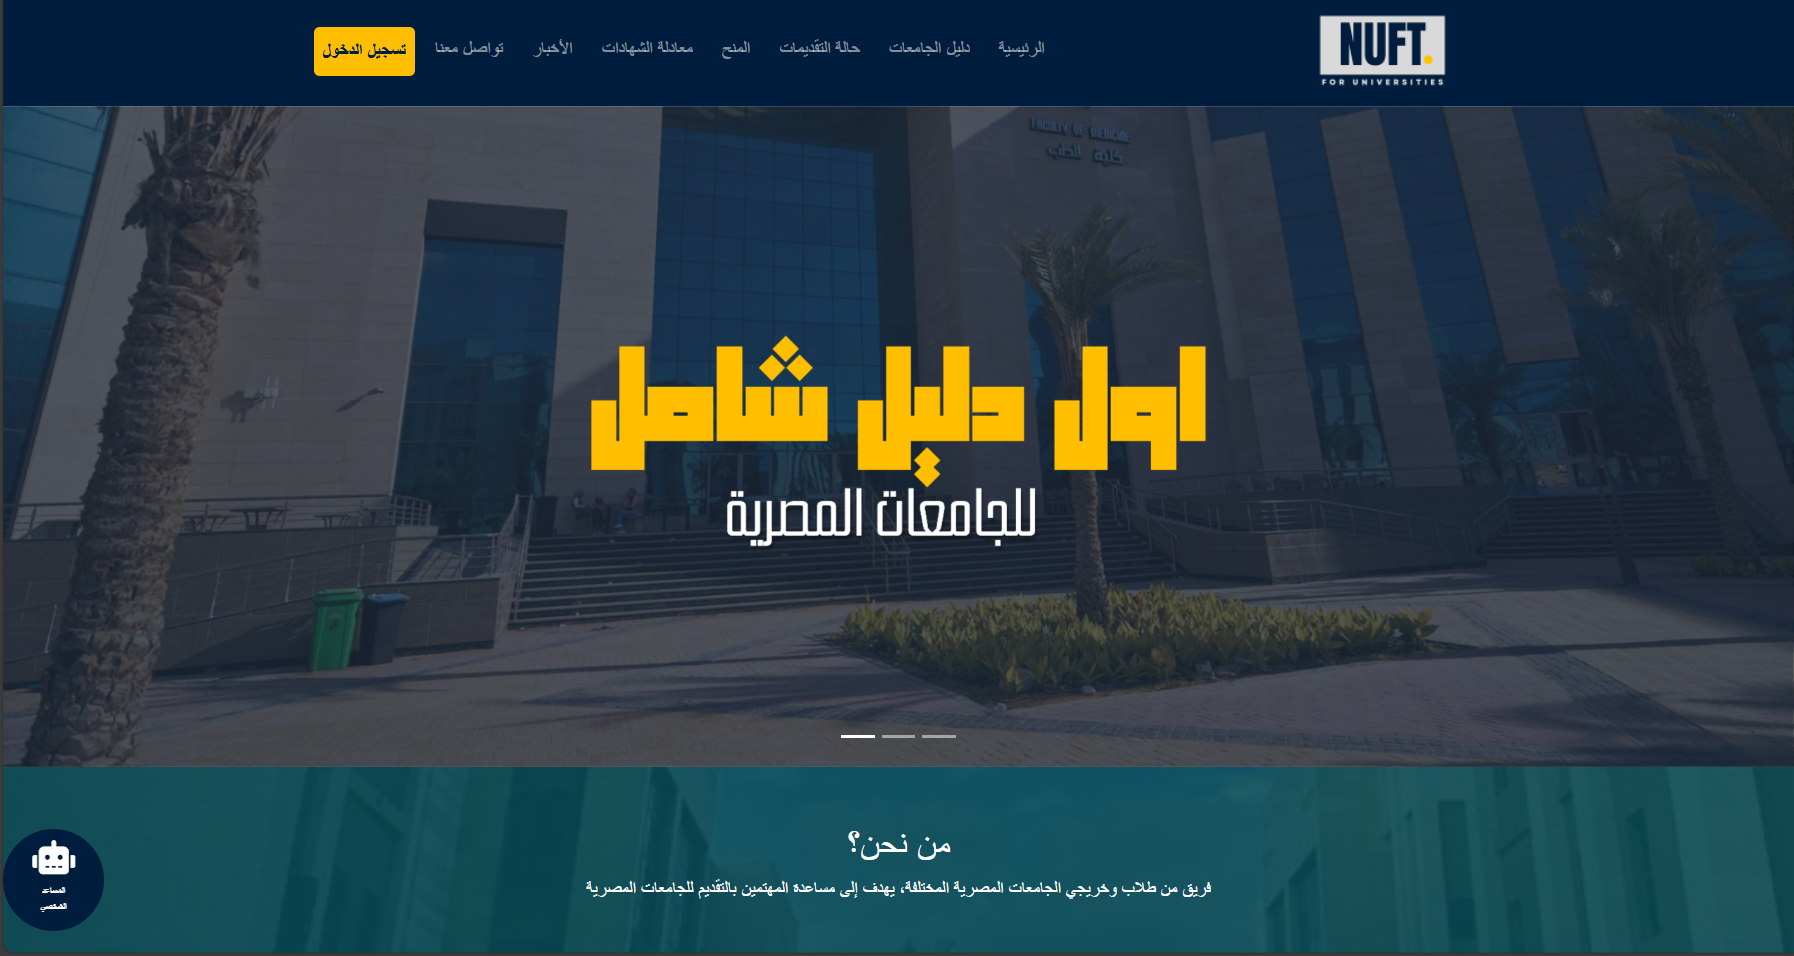 NUFT.
FOR UNIVERSITIES
الرئيسية
دليل الجامعات
حالة التقديمات
المنح
معادلة الشهادات
الأخبار
تواصل معنا
تسجيل الدخول
FACULTY OF MEDICINE
كلية الطب
اول دليل شامل
للجامعات المصرية
من نحن؟
فريق من طلاب وخريجي الجامعات المصرية المختلفة، يهدف إلى مساعدة المهتمين بالتقديم للجامعات المصرية
المساعد
الشخصي